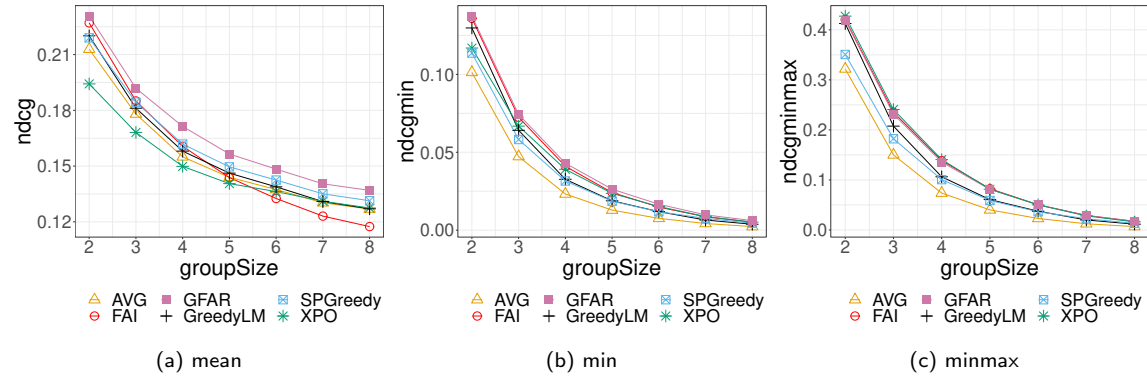 ndcg
0.21
0.18
0.15
0.12
2 3 4 5 6 7 8
groupSize
AVG GFAR SPGreedy
FAI GreedyLM XPO
(a) mean
ndcgmin
0.10
0.05
0.00
2 3 4 5 6 7 8
groupSize
AVG GFAR SPGreedy
FAI GreedyLM XPO
(b) min
ndcgminmax
0.4
0.3
0.2
0.1
0.0
2 3 4 5 6 7 8
groupSize
AVG GFAR SPGreedy
FAI GreedyLM XPO
(c) minmax